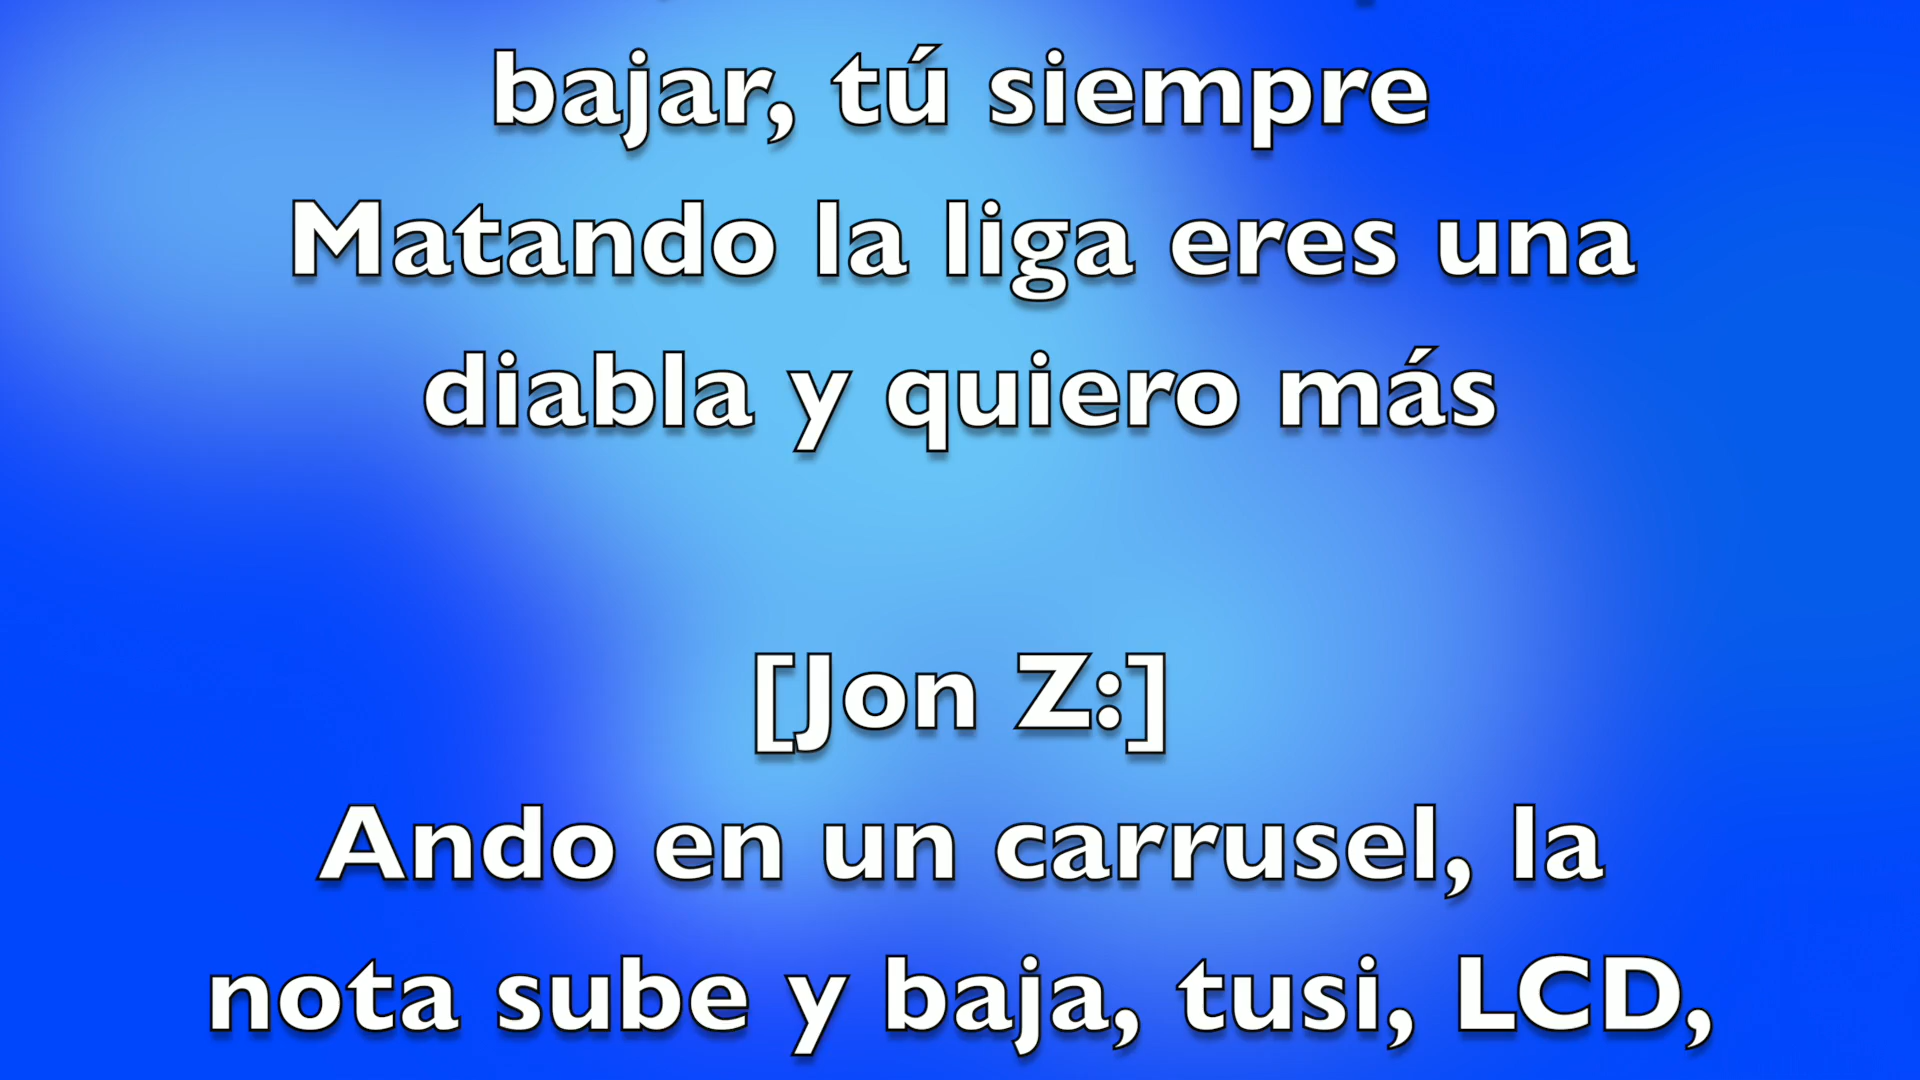 bajar, tú siempre
Matando la liga eres una
diabla y quiero más
[Jon Z:]
Ando en un carrusel, la
nota sube y baja, tusi, LCD,